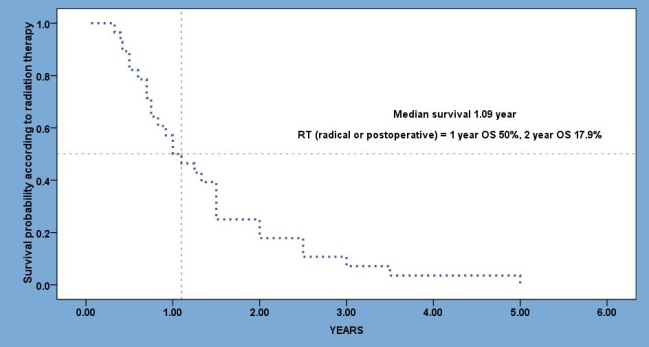 Survival probability according to radiation therapy
1.0
0.8
0.6
0.4
0.2
0.0
Median survival 1.09 year
RT (radical or postoperative) = 1 year OS 50%, 2 year OS 17.9%
0.00 1.00 2.00 3.00 4.00 5.00 6.00
YEARS